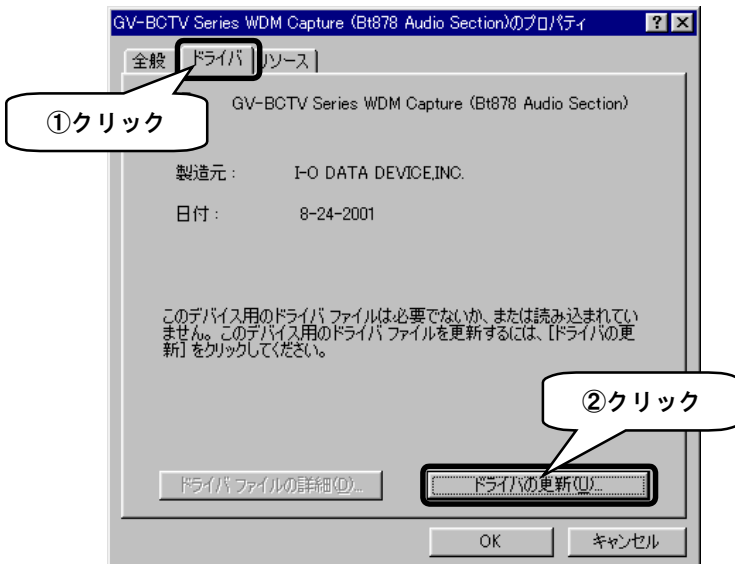 GV-BCTV Series WDM Capture (Bt878 Audio Section)のプロパティ
全般 ドライバ リソース
①クリック
GV-BCTV Series WDM Capture (Bt878 Audio Section)
製造元: I-O DATA DEVICE,INC.
日付: 8-24-2001
このデバイス用のドライバ ファイルは必要でないか、または読み込まれてい
ません。このデバイス用のドライバ ファイルを更新するには、[ドライバの更
新] をクリックしてください。
②クリック
ドライバ ファイルの詳細(D)... ドライバの更新(U)...
OK キャンセル